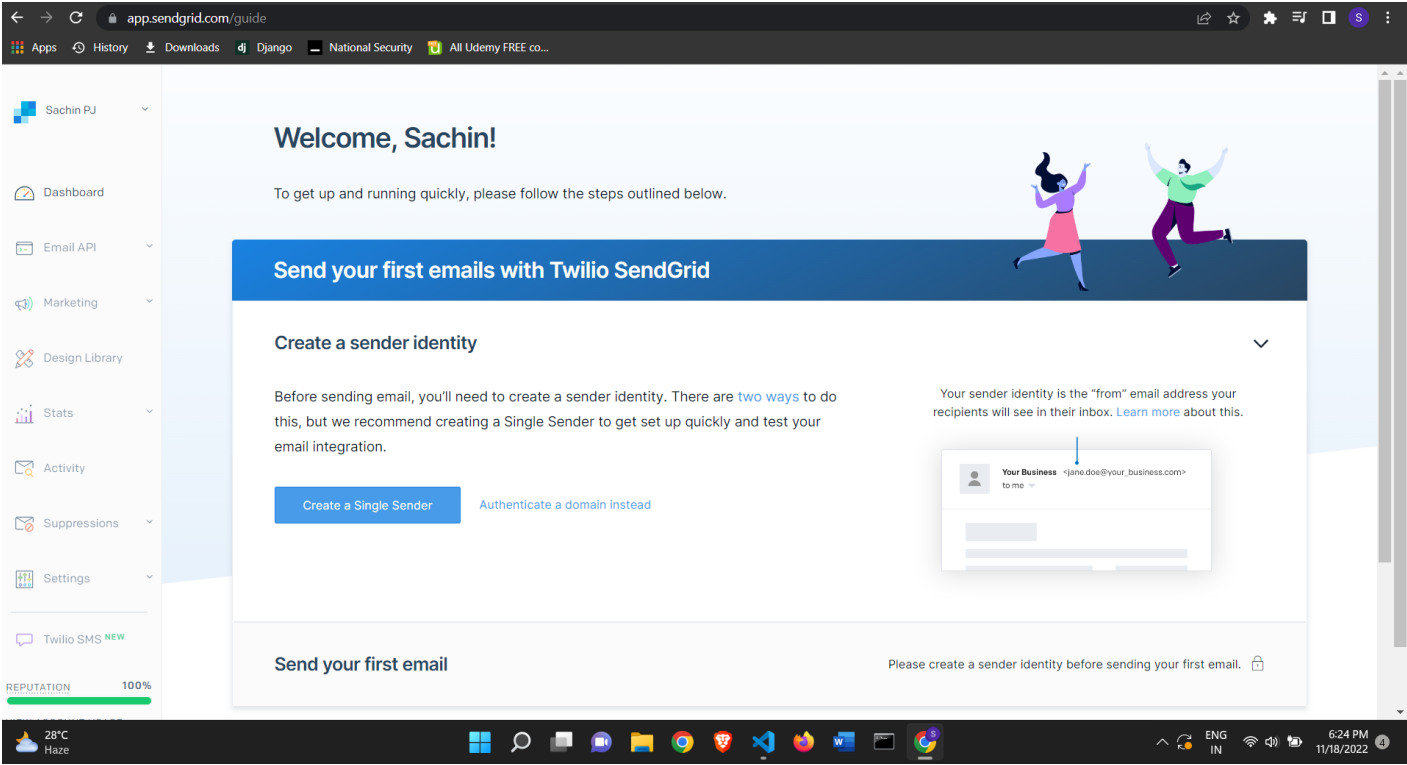 app.sendgrid.com/guide
S
Apps History Downloads dj Django National Security All Udemy FREE co...
Sachin PJ
Dashboard
Email API
Marketing
Design Library
Stats
Activity
Suppressions
Settings
Twilio SMS NEW
REPUTATION 100%
Welcome, Sachin!
To get up and running quickly, please follow the steps outlined below.
Send your first emails with Twilio SendGrid
Create a sender identity
Before sending email, you'll need to create a sender identity. There are two ways to do
this, but we recommend creating a Single Sender to get set up quickly and test your
email integration.
Create a Single Sender Authenticate a domain instead
Your sender identity is the “from” email address your
recipients will see in their inbox. Learn more about this.
Your Business <jane.doe@your_business.com>
to me
Send your first email
Please create a sender identity before sending your first email.
28°C
Haze
S
W
ENG
IN
6:24 PM
11/18/2022
4